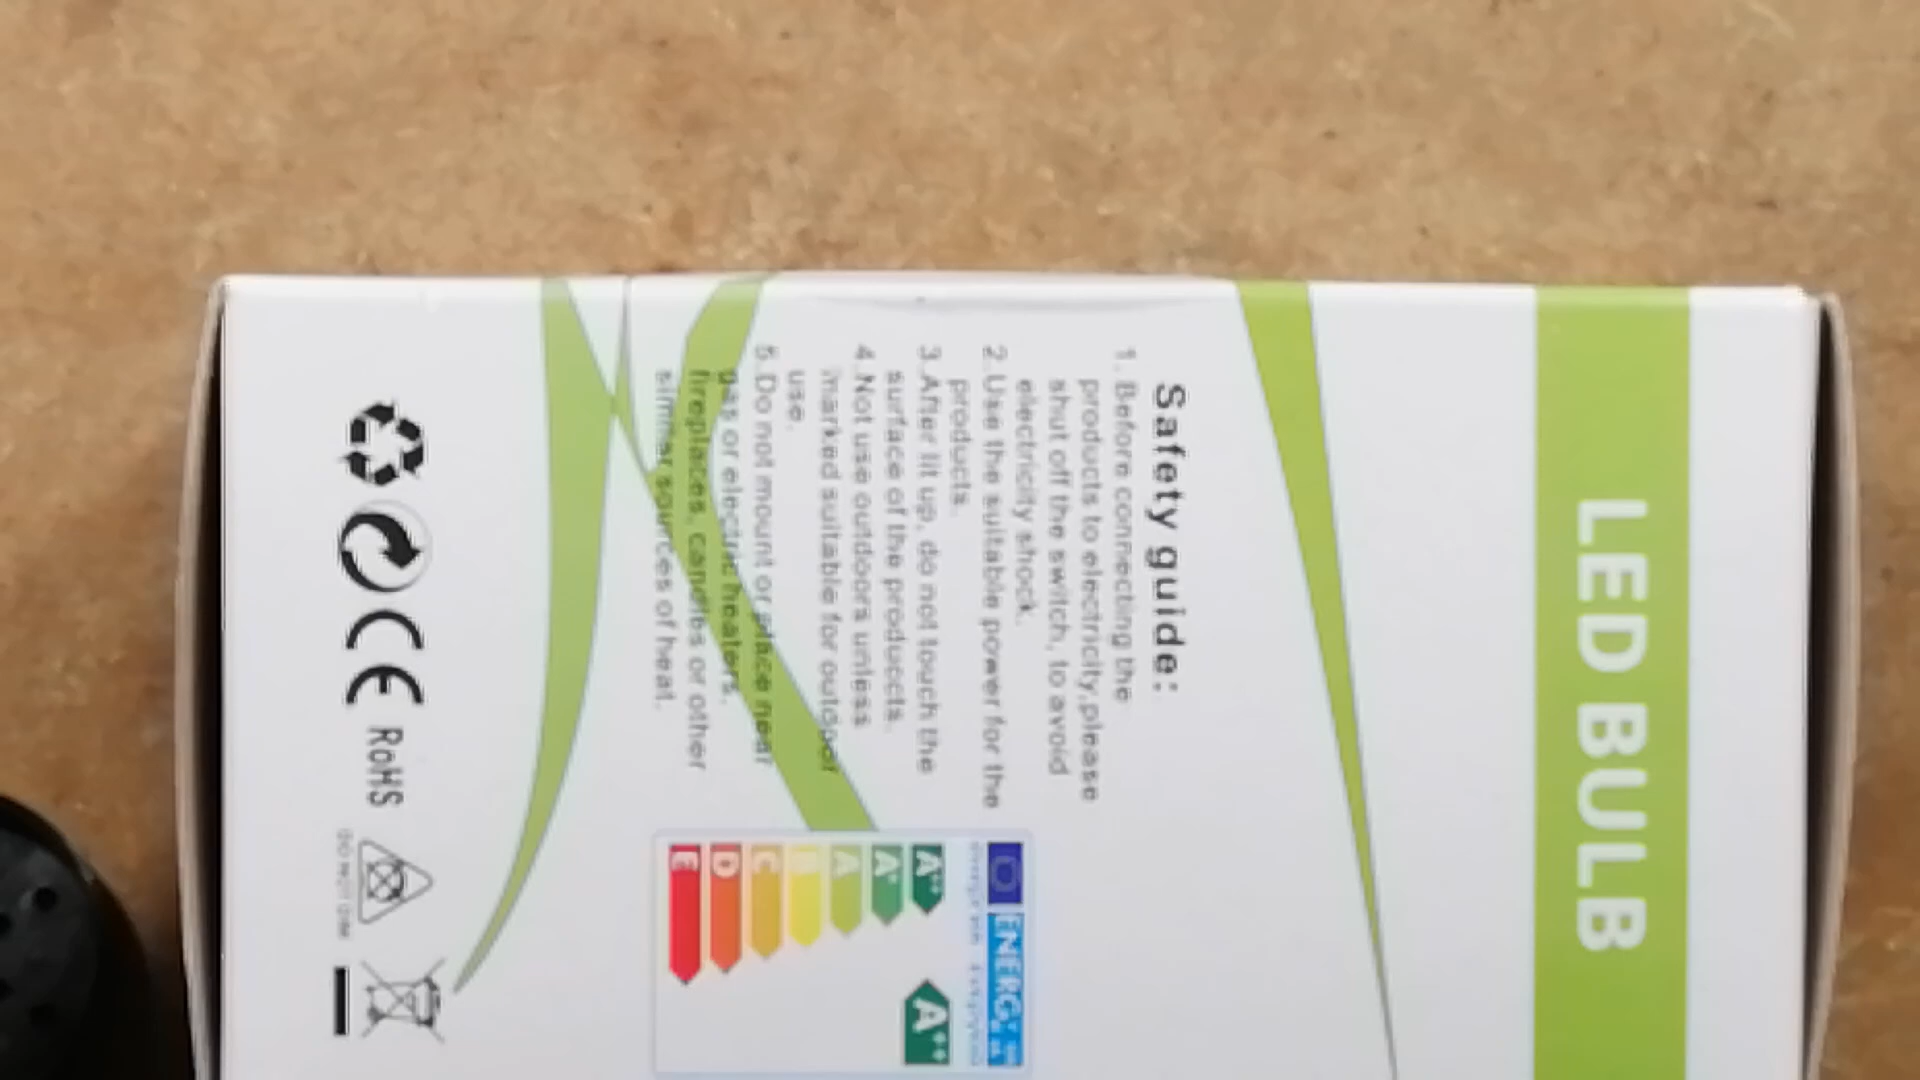 LED BULB
Safety guide:
1. Before connecting the
products to electricity,please
shut off the switch, to avoid
electricity shock.
2.Use the suitable power for the
products.
3.After lit up, do not touch the
surface of the products.
4.Not use outdoors unless
marked suitable for outdoor
use.
5.Do not mount or place near
gas or electric heaters,
fireplaces, candles or other
similar sources of heat.
ENERG
A++
A+
A
B
C
D
E
A++
CE
RoHS